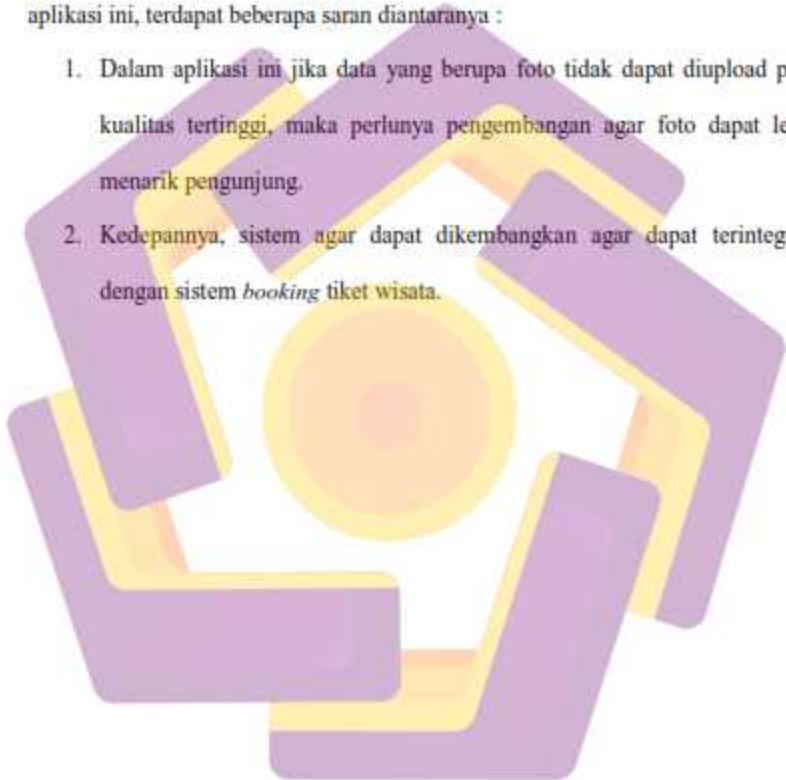 aplikasi ini, terdapat beberapa saran diantaranya :
1. Dalam aplikasi ini jika data yang berupa foto tidak dapat diupload p
kualitas tertinggi, maka perlunya pengembangan agar foto dapat le
menarik pengunjung.
2. Kedepannya, sistem agar dapat dikembangkan agar dapat terinteg
dengan sistem booking tiket wisata.